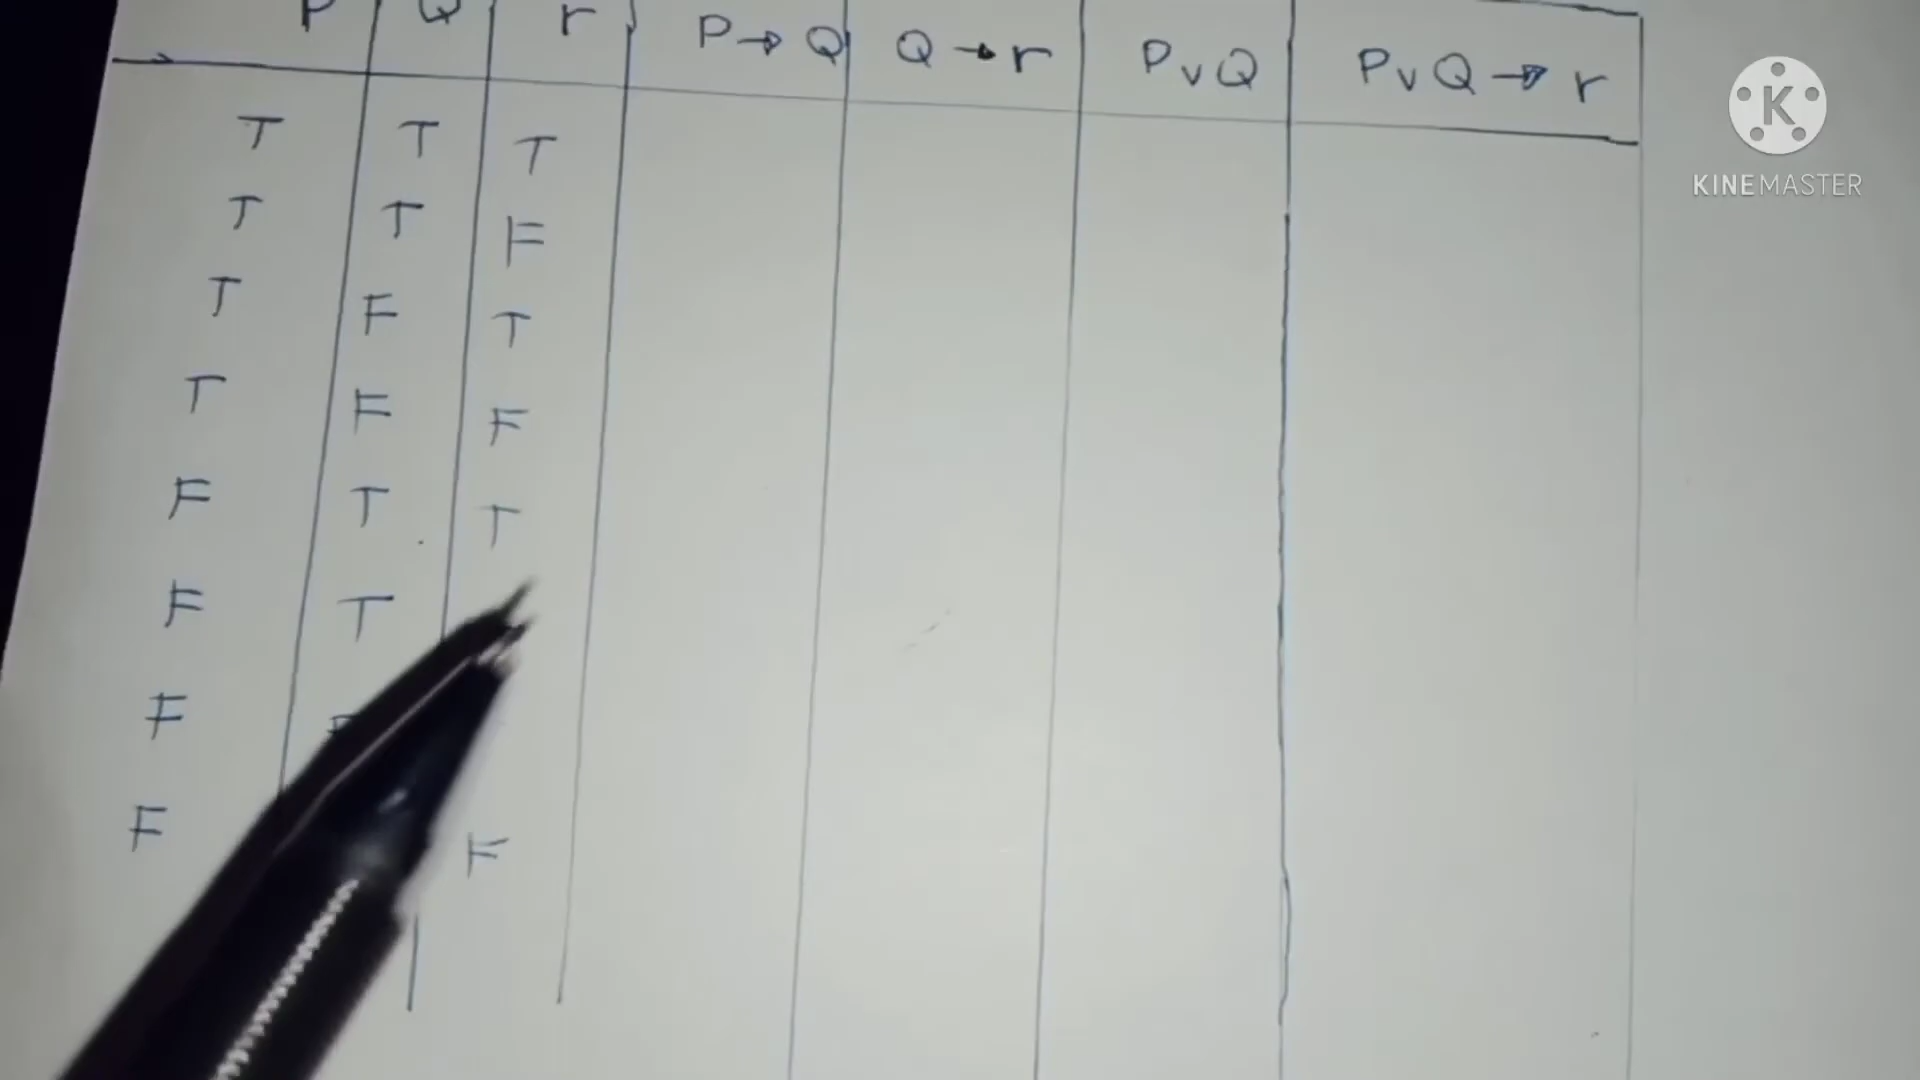 P Q r P → Q Q → r P ∨ Q P ∨ Q → r
T T T
T T F
T F T
T F F
F T T
F T
F
F F
K
KINEMASTER